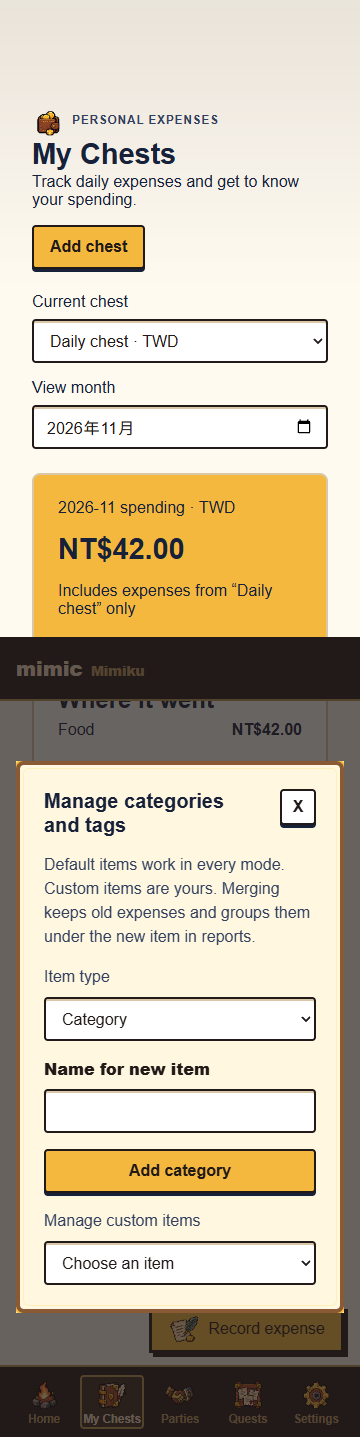 PERSONAL EXPENSES
My Chests
Track daily expenses and get to know
your spending.
Add chest
Current chest
Daily chest · TWD
View month
2026年11月
2026-11 spending · TWD
NT$42.00
Includes expenses from “Daily
chest” only
mimic Mimiku
Where it went
Food NT$42.00
Manage categories
and tags
X
Default items work in every mode.
Custom items are yours. Merging
keeps old expenses and groups them
under the new item in reports.
Item type
Category
Name for new item
Add category
Manage custom items
Choose an item
Record expense
Home My Chests Parties Quests Settings